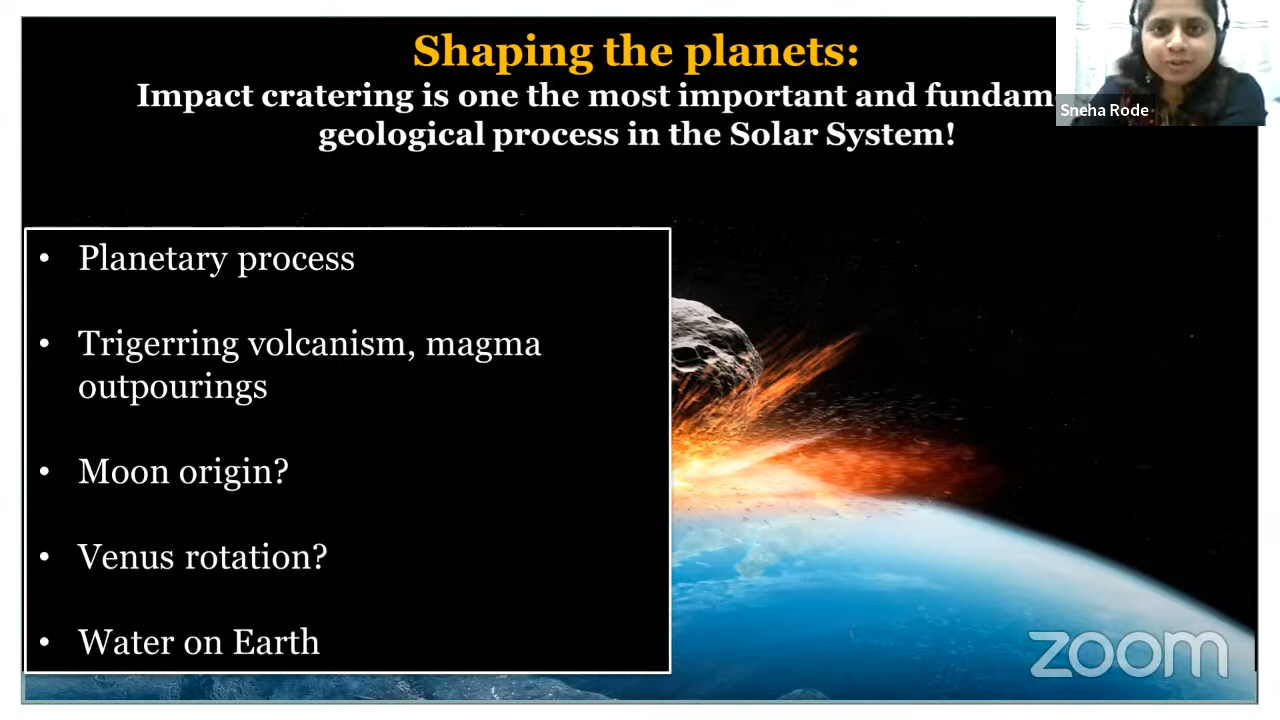 Shaping the planets:
Impact cratering is one the most important and fundam
geological process in the Solar System!
Sneha Rode
• Planetary process
• Trigerring volcanism, magma
outpourings
• Moon origin?
• Venus rotation?
• Water on Earth
zoom